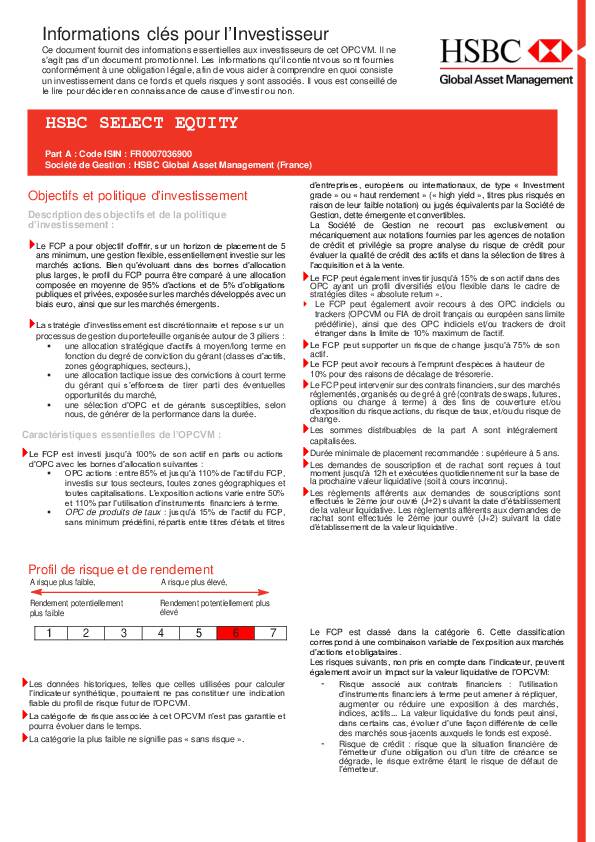 Informations clés pour l'Investisseur
Ce document fournit des informations essentielles aux investisseurs de cet OPCVM. Il ne
s'agit pas d'un document promotionnel. Les informations qu'il contient vous sont fournies
conformément à une obligation légale, afin de vous aider à comprendre en quoi consiste
un investissement dans ce fonds et quels risques y sont associés. Il vous est conseillé de
le lire pour décider en connaissance de cause d'investir ou non.
HSBC
Global Asset Management
HSBC SELECT EQUITY
Part A : Code ISIN : FR0007036900
Société de Gestion : HSBC Global Asset Management (France)
Objectifs et politique d'investissement
Description des objectifs et de la politique
d'investissement :
Le FCP a pour objectif d'offrir, sur un horizon de placement de 5
ans minimum, une gestion flexible, essentiellement investie sur les
marchés actions. Bien qu'évoluant dans des bornes d'allocation
plus larges, le profil du FCP pourra être comparé à une allocation
composée en moyenne de 95% d'actions et de 5% d'obligations
publiques et privées, exposée sur les marchés développés avec un
biais euro, ainsi que sur les marchés émergents.
La stratégie d'investissement est discrétionnaire et repose sur un
processus de gestion du portefeuille organisée autour de 3 piliers :
• une allocation stratégique d'actifs à moyen/long terme en
fonction du degré de conviction du gérant (classes d'actifs,
zones géographiques, secteurs,),
• une allocation tactique issue des convictions à court terme
du gérant qui s'efforcera de tirer parti des éventuelles
opportunités du marché,
• une sélection d'OPC et de gérants susceptibles, selon
nous, de générer de la performance dans la durée.
Caractéristiques essentielles de l'OPCVM :
Le FCP est investi jusqu'à 100% de son actif en parts ou actions
d'OPC avec les bornes d'allocation suivantes :
• OPC actions : entre 85% et jusqu'à 110% de l'actif du FCP,
investis sur tous secteurs, toutes zones géographiques et
toutes capitalisations. L'exposition actions varie entre 50%
et 110% par l'utilisation d'instruments financiers à terme.
• OPC de produits de taux : jusqu'à 15% de l'actif du FCP,
sans minimum prédéfini, répartis entre titres d'états et titres
d'entreprises, européens ou internationaux, de type « Investment
grade » ou « haut rendement » (« high yield », titres plus risqués en
raison de leur faible notation) ou jugés équivalents par la Société de
Gestion, dette émergente et convertibles.
La Société de Gestion ne recourt pas exclusivement ou
mécaniquement aux notations fournies par les agences de notation
de crédit et privilégie sa propre analyse du risque de crédit pour
évaluer la qualité de crédit des actifs et dans la sélection de titres à
l'acquisition et à la vente.
Le FCP peut également investir jusqu'à 15% de son actif dans des
OPC ayant un profil diversifiés et/ou flexible dans le cadre de
stratégies dites « absolute return ».
Le FCP peut également avoir recours à des OPC indiciels ou
trackers (OPCVM ou FIA de droit français ou européen sans limite
prédéfinie), ainsi que des OPC indiciels et/ou trackers de droit
étranger dans la limite de 10% maximum de l'actif.
Le FCP peut supporter un risque de change jusqu'à 75% de son
actif.
Le FCP peut avoir recours à l'emprunt d'espèces à hauteur de
10% pour des raisons de décalage de trésorerie.
Le FCP peut intervenir sur des contrats financiers, sur des marchés
réglementés, organisés ou de gré à gré (contrats de swaps, futures,
options ou change à terme) à des fins de couverture et/ou
d'exposition du risque actions, du risque de taux, et/ou du risque de
change.
Les sommes distribuables de la part A sont intégralement
capitalisées.
Durée minimale de placement recommandée : supérieure à 5 ans.
Les demandes de souscription et de rachat sont reçues à tout
moment jusqu'à 12h et exécutées quotidiennement sur la base de
la prochaine valeur liquidative (soit à cours inconnu).
Les règlements afférents aux demandes de souscriptions sont
effectués le 2ème jour ouvré (J+2) suivant la date d'établissement
de la valeur liquidative. Les règlements afférents aux demandes de
rachat sont effectués le 2ème jour ouvré (J+2) suivant la date
d'établissement de la valeur liquidative.
Profil de risque et de rendement
A risque plus faible, A risque plus élevé,
Rendement potentiellement Rendement potentiellement plus
plus faible élevé
1 2 3 4 5 6 7
Les données historiques, telles que celles utilisées pour calculer
l'indicateur synthétique, pourraient ne pas constituer une indication
fiable du profil de risque futur de l'OPCVM.
La catégorie de risque associée à cet OPCVM n'est pas garantie et
pourra évoluer dans le temps.
La catégorie la plus faible ne signifie pas « sans risque ».
Le FCP est classé dans la catégorie 6. Cette classification
correspond à une combinaison variable de l'exposition aux marchés
d'actions et obligataires.
Les risques suivants, non pris en compte dans l'indicateur, peuvent
également avoir un impact sur la valeur liquidative de l'OPCVM:
- Risque associé aux contrats financiers : l'utilisation
d'instruments financiers à terme peut amener à répliquer,
augmenter ou réduire une exposition à des marchés,
indices, actifs... La valeur liquidative du fonds peut ainsi,
dans certains cas, évoluer d'une façon différente de celle
des marchés sous-jacents auxquels le fonds est exposé.
- Risque de crédit : risque que la situation financière de
l'émetteur d'une obligation ou d'un titre de créance se
dégrade, le risque extrême étant le risque de défaut de
l'émetteur.